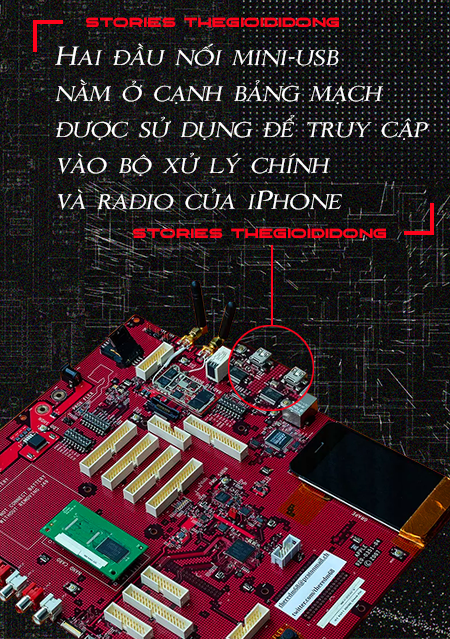 STORIES THEGIOIDIDONG
HAI ĐẦU NỐI MINI-USB
NẰM Ở CẠNH BẢNG MẠCH
ĐƯỢC SỬ DỤNG ĐỂ TRUY CẬP
VÀO BỘ XỬ LÝ CHÍNH
VÀ RADIO CỦA IPHONE
STORIES THEGIOIDIDONG